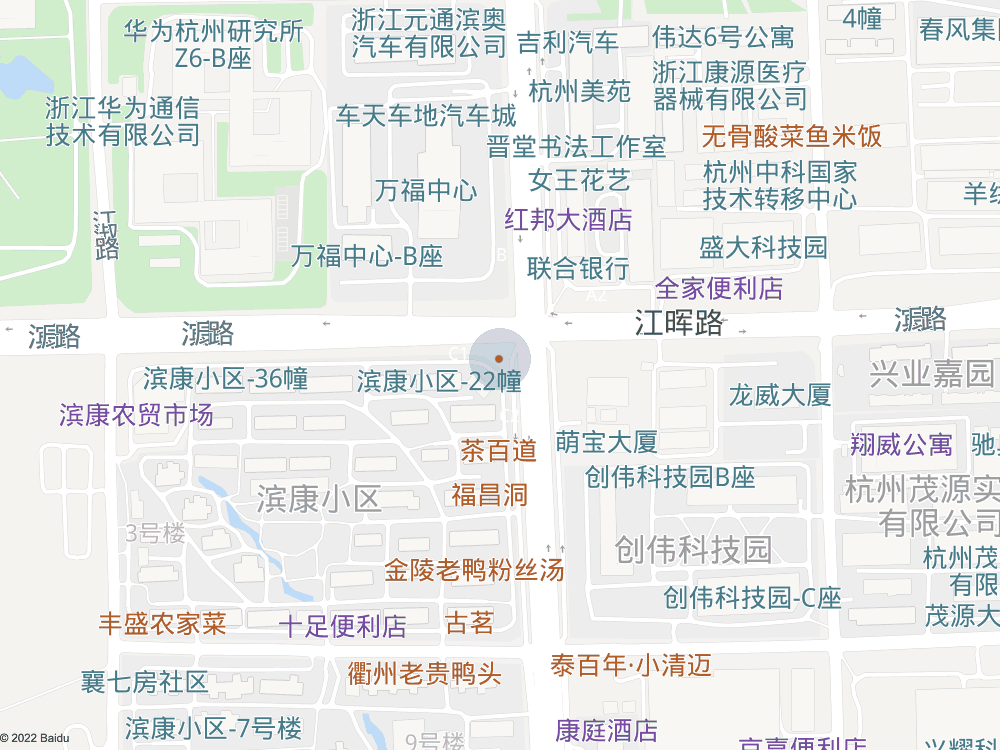 华为杭州研究所
Z6-B座
浙江元通滨奥
汽车有限公司
吉利汽车
伟达6号公寓
4幢
春风集团
浙江华为通信
技术有限公司
车天车地汽车城
杭州美苑
浙江康源医疗
器械有限公司
晋堂书法工作室
无骨酸菜鱼米饭
万福中心
女王花艺
杭州中科国家
技术转移中心
羊绒
江淑路
红邦大酒店
万福中心-B座
B
联合银行
盛大科技园
全家便利店
A2
江晖路
滨康小区-36幢
滨康小区-22幢
兴业嘉园
龙威大厦
滨康农贸市场
茶百道
萌宝大厦
翔威公寓
创伟科技园B座
福昌洞
滨康小区
3号楼
杭州茂源实
有限公司
创伟科技园
金陵老鸭粉丝汤
杭州茂
有限
创伟科技园-C座
茂源大
丰盛农家菜
十足便利店
古茗
衢州老贵鸭头
泰百年·小清迈
襄七房社区
滨康小区-7号楼
9号楼
康庭酒店
京喜便利店
兴耀科
© 2022 Baidu